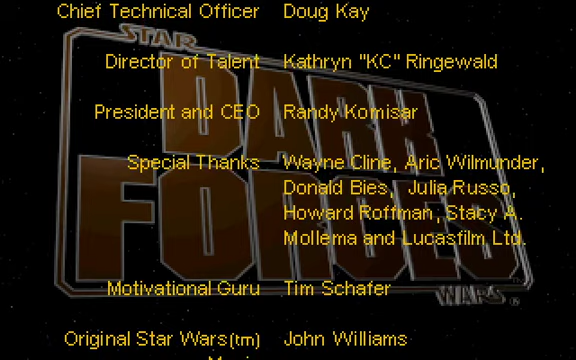 Chief Technical Officer Doug Kay
STAR
Director of Talent Kathryn "KC" Ringewald
DARK
President and CEO Randy Komisar
Special Thanks Wayne Cline, Aric Wilmunder,
Donald Bies, Julia Russo,
Howard Roffman, Stacy A.
Mollema and Lucasfilm Ltd.
FORCES
Motivational Guru Tim Schafer
WARS®
Original Star Wars(tm) John Williams